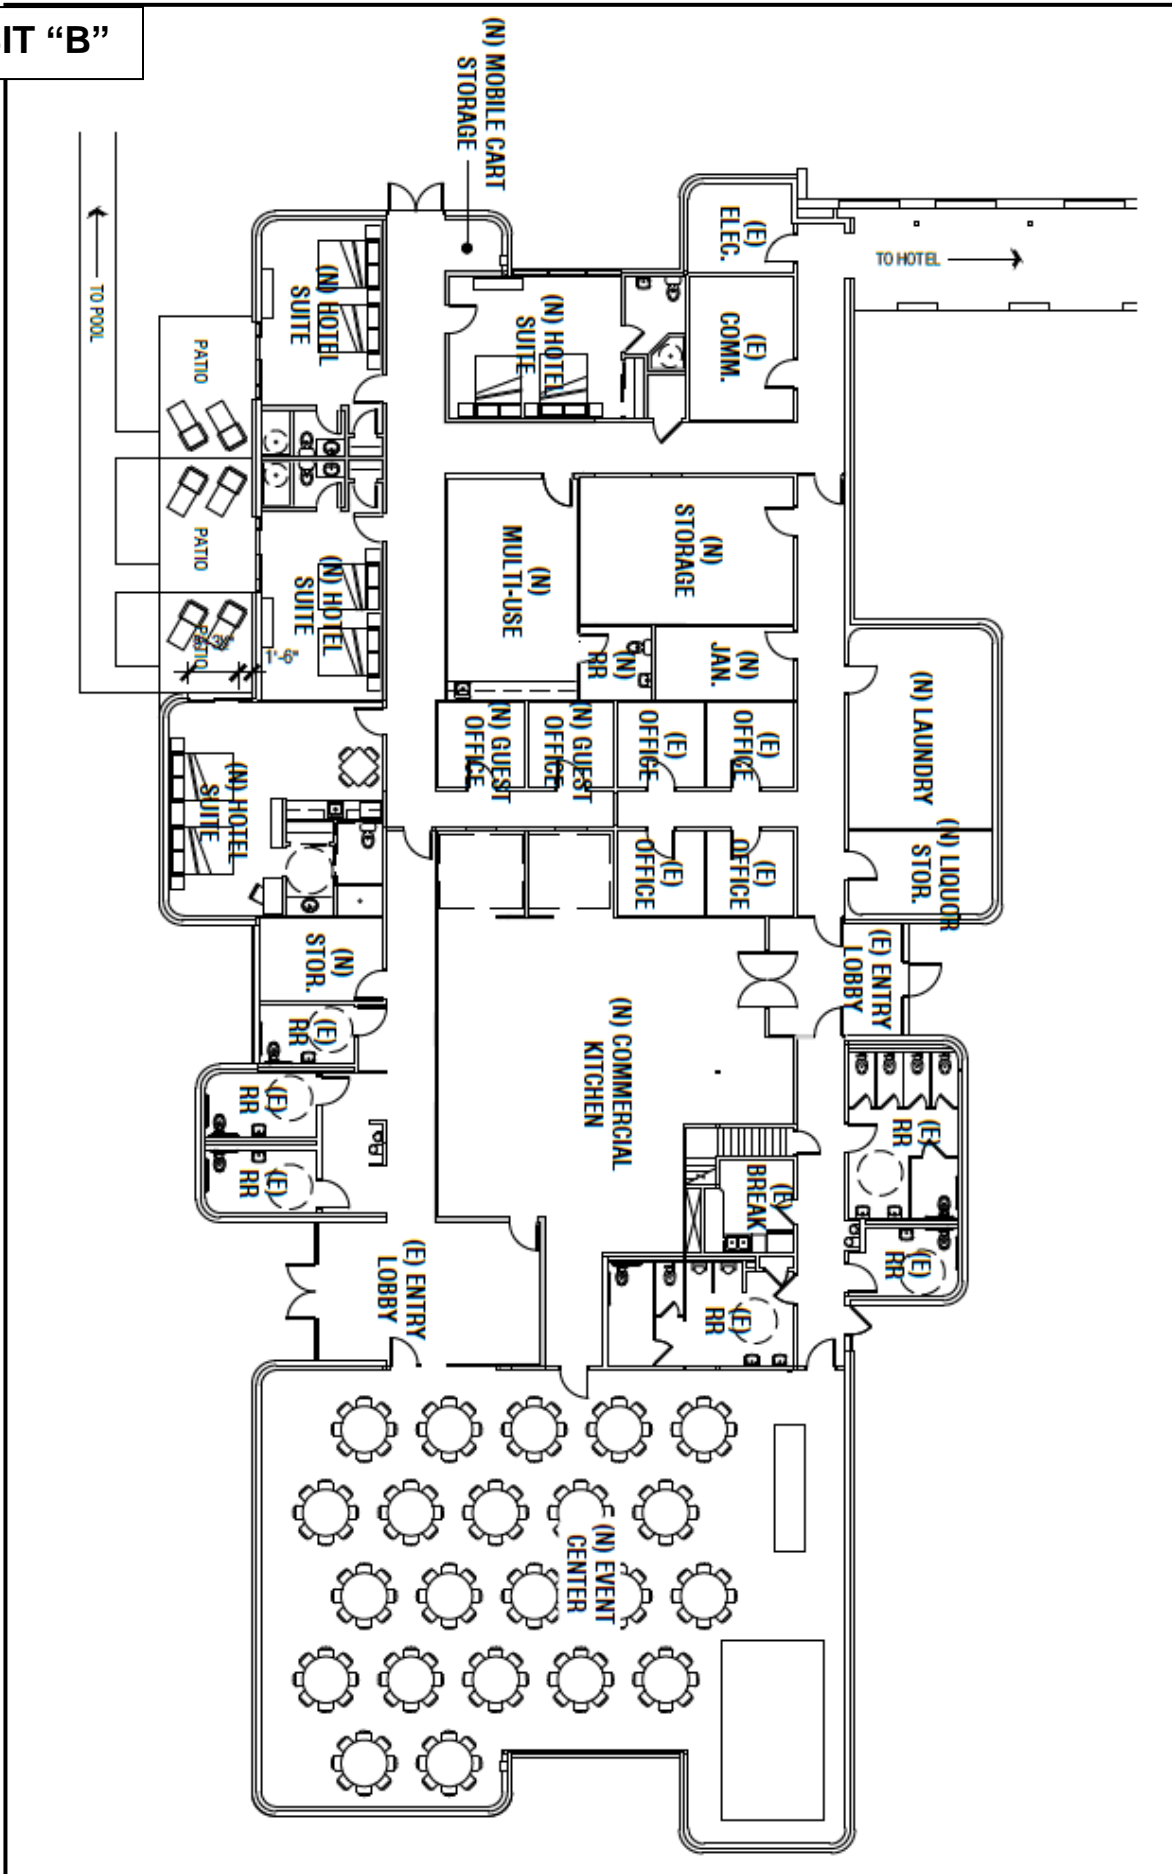 IT “B”
(N) MOBILE CART
STORAGE
(E)
ELEC.
TO HOTEL
TO POOL
(N) HOTEL
SUITE
(N) HOTEL
SUITE
(E)
COMM.
PATIO
PATIO
PATIO
1'-6"
(N) HOTEL
SUITE
(N)
MULTI-USE
(N)
STORAGE
(N)
RR
(N)
JAN.
(N) LAUNDRY
(N) GUEST
OFFICE
(N) GUEST
OFFICE
(E)
OFFICE
(E)
OFFICE
(N) HOTEL
SUITE
(E)
OFFICE
(E)
OFFICE
(N) LIQUOR
STOR.
(N)
STOR.
(E) ENTRY
LOBBY
(E)
RR
(N) COMMERCIAL
KITCHEN
(E)
RR
(E)
RR
(E)
RR
(E)
BREAK
(E)
RR
(E) ENTRY
LOBBY
(E)
RR
(N) EVENT
CENTER